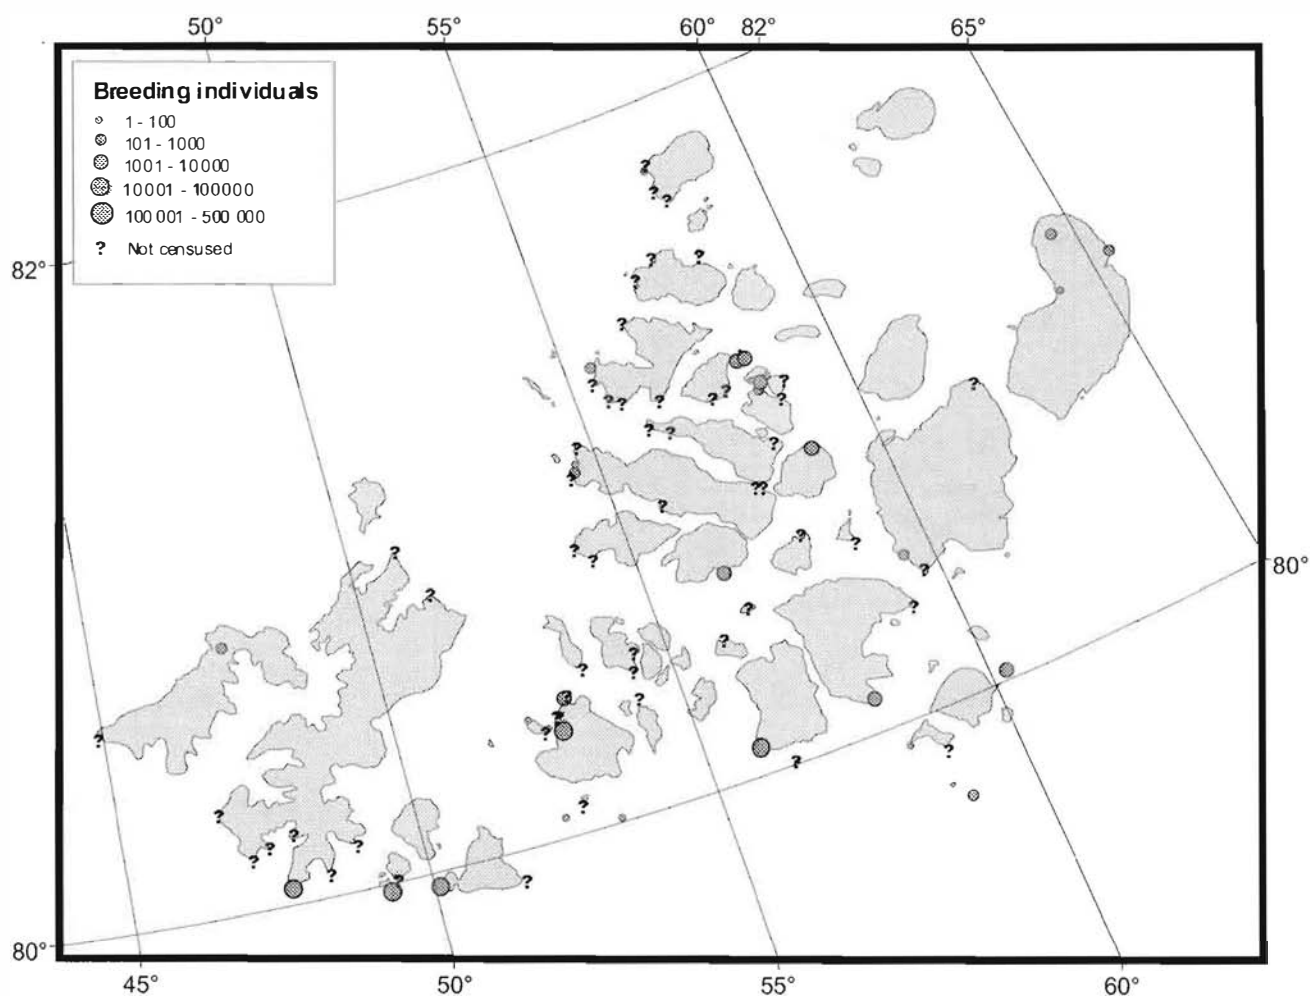 50° 55° 60° 82° 65°
Breeding individuals
1 - 100
101 - 1000
1001 - 10000
10001 - 100000
100 001 - 500 000
? Not censused
82°
80°
80°
45° 50° 55° 60°